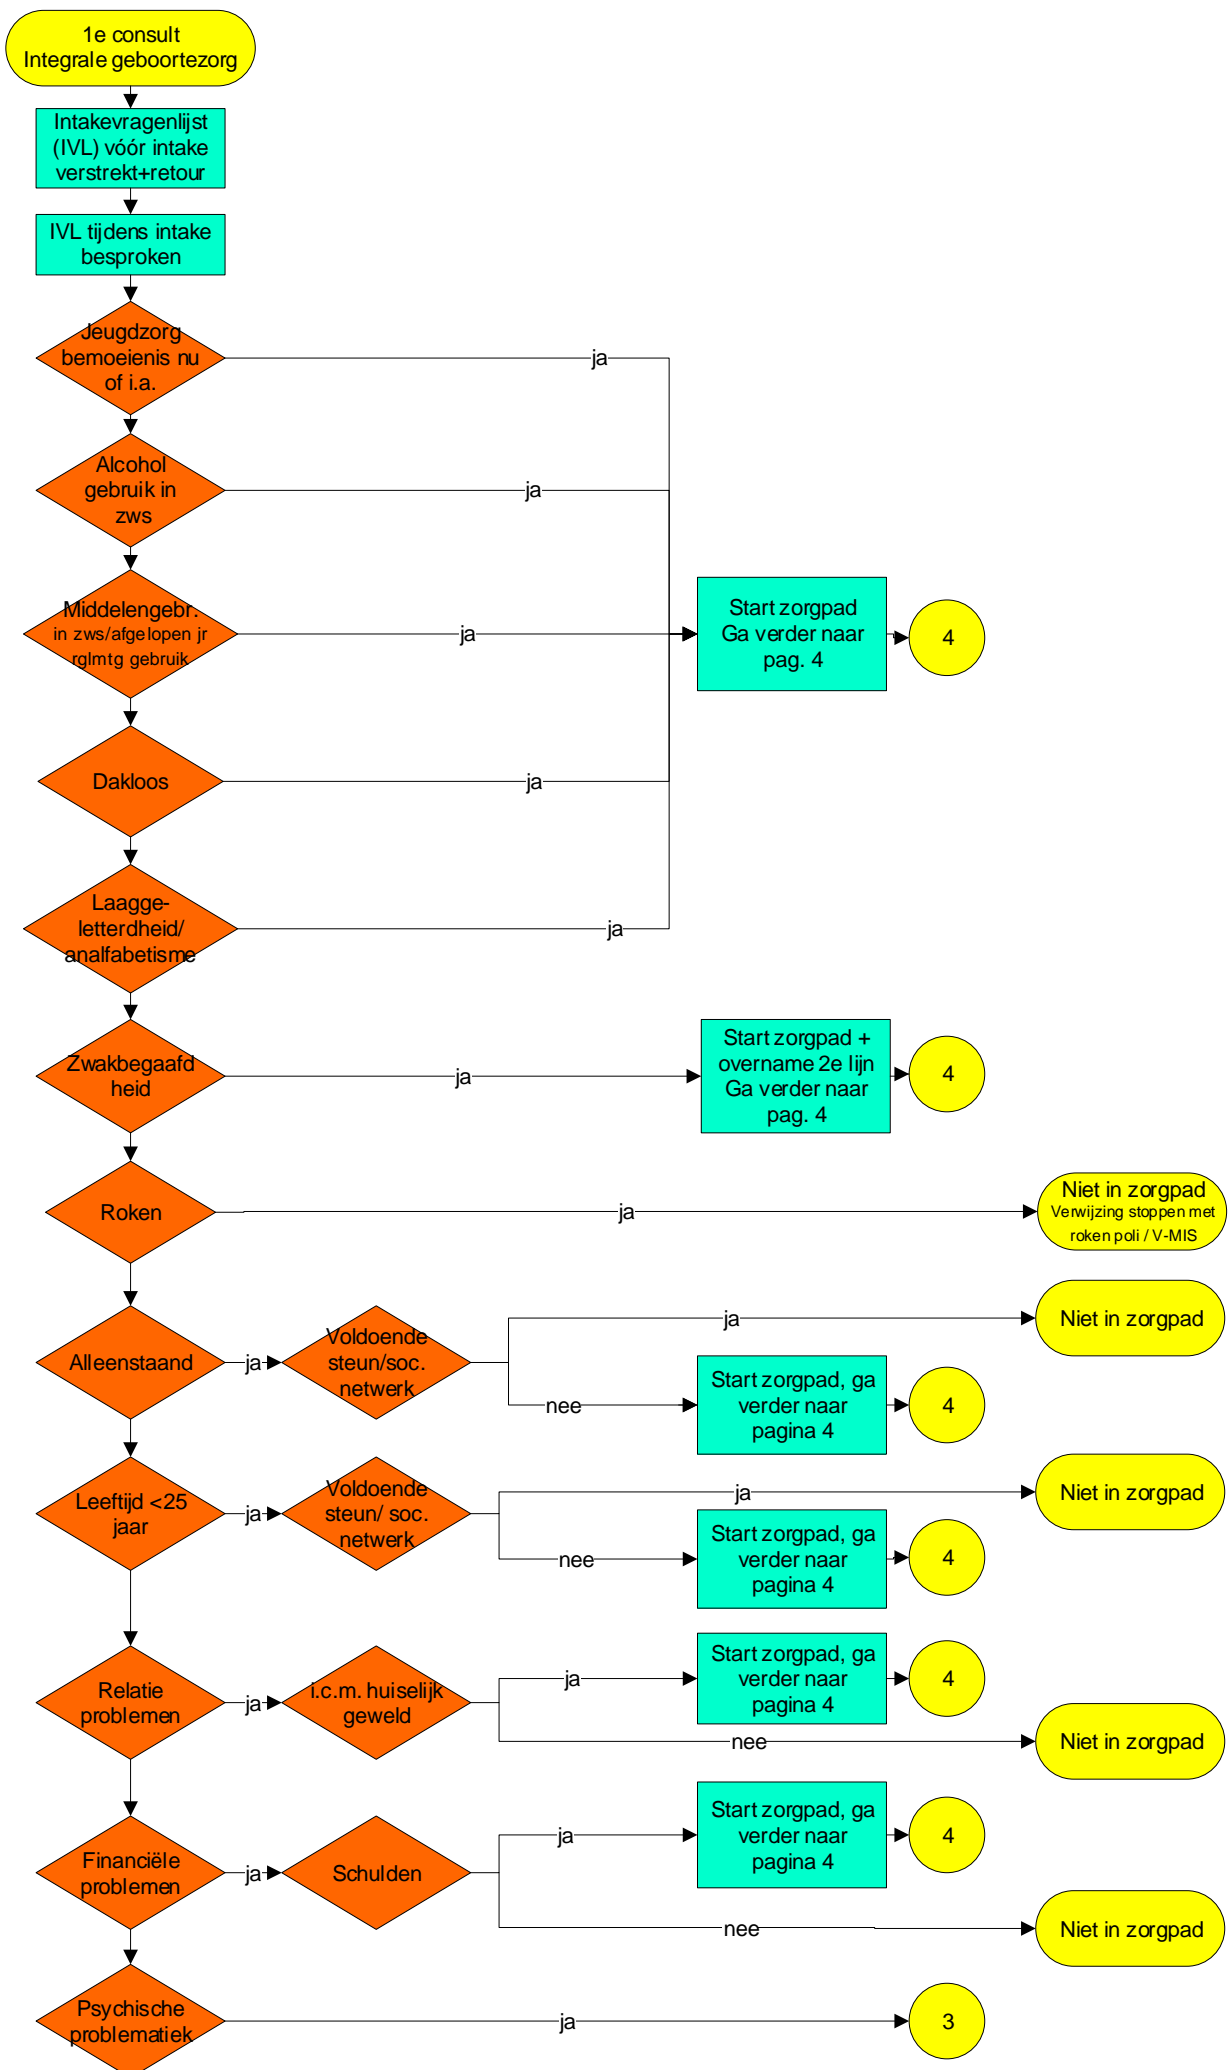 1e consult
Integrale geboortezorg
Intakevragenlijst
(IVL) vóór intake
verstrekt+retour
IVL tijdens intake
besproken
Jeugdzorg
bemoeienis nu
of i.a.
ja
Alcohol
gebruik in
zws
ja
Middelengebr.
in zws/afgelopen jr
rglmtg gebruik
ja
Start zorgpad
Ga verder naar
pag. 4
4
Dakloos
ja
Laagge-
letterdheid/
analfabetisme
ja
Zwakbegaafd
heid
ja
Start zorgpad +
overname 2e lijn
Ga verder naar
pag. 4
4
Roken
ja
Niet in zorgpad
Verwijzing stoppen met
roken poli / V-MIS
Alleenstaand
ja
Voldoende
steun/soc.
netwerk
ja
Niet in zorgpad
nee
Start zorgpad, ga
verder naar
pagina 4
4
Leeftijd <25
jaar
ja
Voldoende
steun/ soc.
netwerk
ja
Niet in zorgpad
nee
Start zorgpad, ga
verder naar
pagina 4
4
Relatie
problemen
ja
i.c.m. huiselijk
geweld
ja
Start zorgpad, ga
verder naar
pagina 4
4
nee
Niet in zorgpad
Financiële
problemen
ja
Schulden
ja
Start zorgpad, ga
verder naar
pagina 4
4
nee
Niet in zorgpad
Psychische
problematiek
ja
3